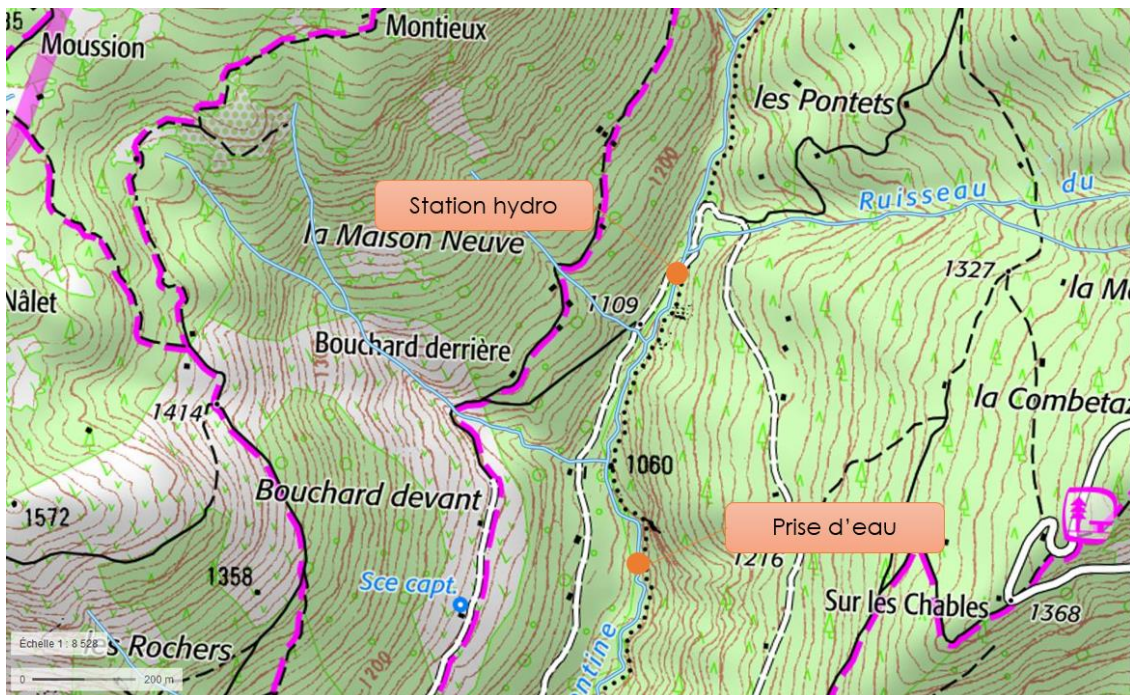 Moussion
Montieux
les Pontets
1200
Station hydro
Ruisseau du
la Maison Neuve
1327
Nâlet
1109
Bouchard derrière
1414
la Combetaz
1060
Bouchard devant
1572
Prise d'eau
1216
1358
Sce capt.
Sur les Chables
1368
Échelle 1 : 8 528
les Rochers
0 200 m
1200